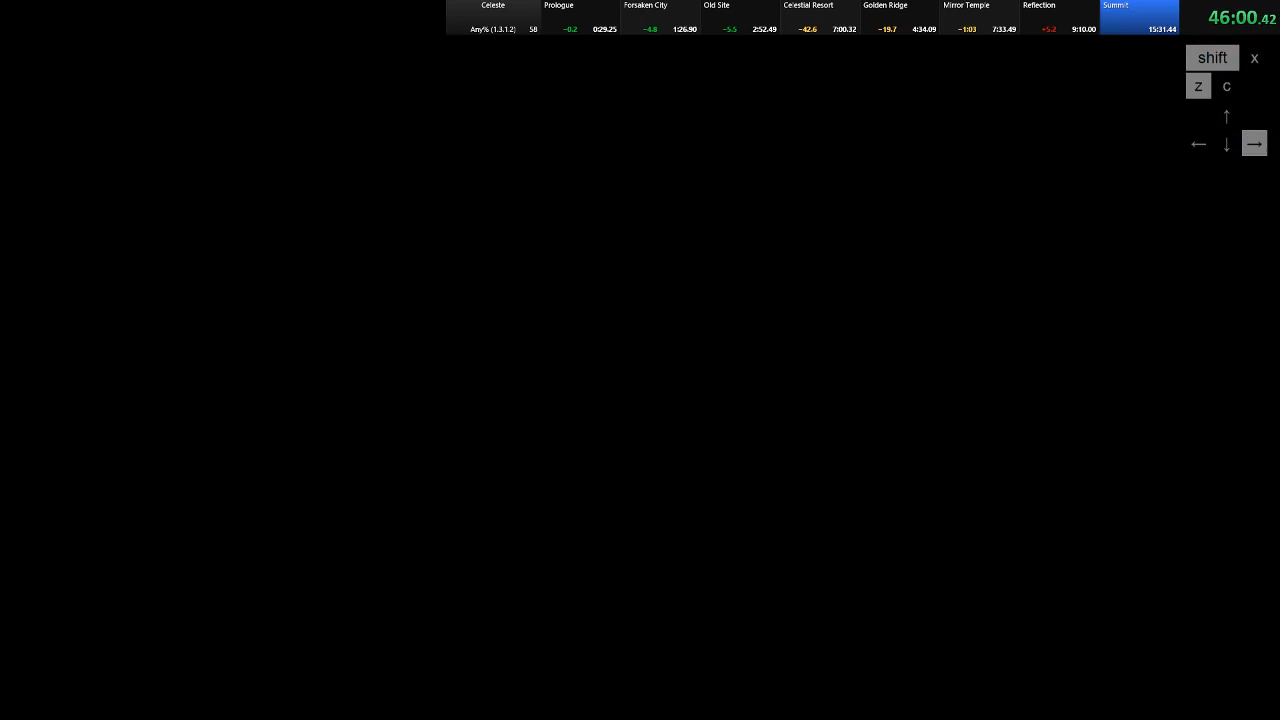 Celeste Prologue Forsaken City Old Site Celestial Resort Golden Ridge Mirror Temple Reflection Summit
Any% (1.3.1.2) 58 −0.2 0:29.25 −4.8 1:26.90 −5.5 2:52.49 −42.6 7:00.32 −19.7 4:34.09 −1:03 7:33.49 +5.2 9:10.00 15:31.44
46:00.42
shift x
z c
↑
← ↓ →